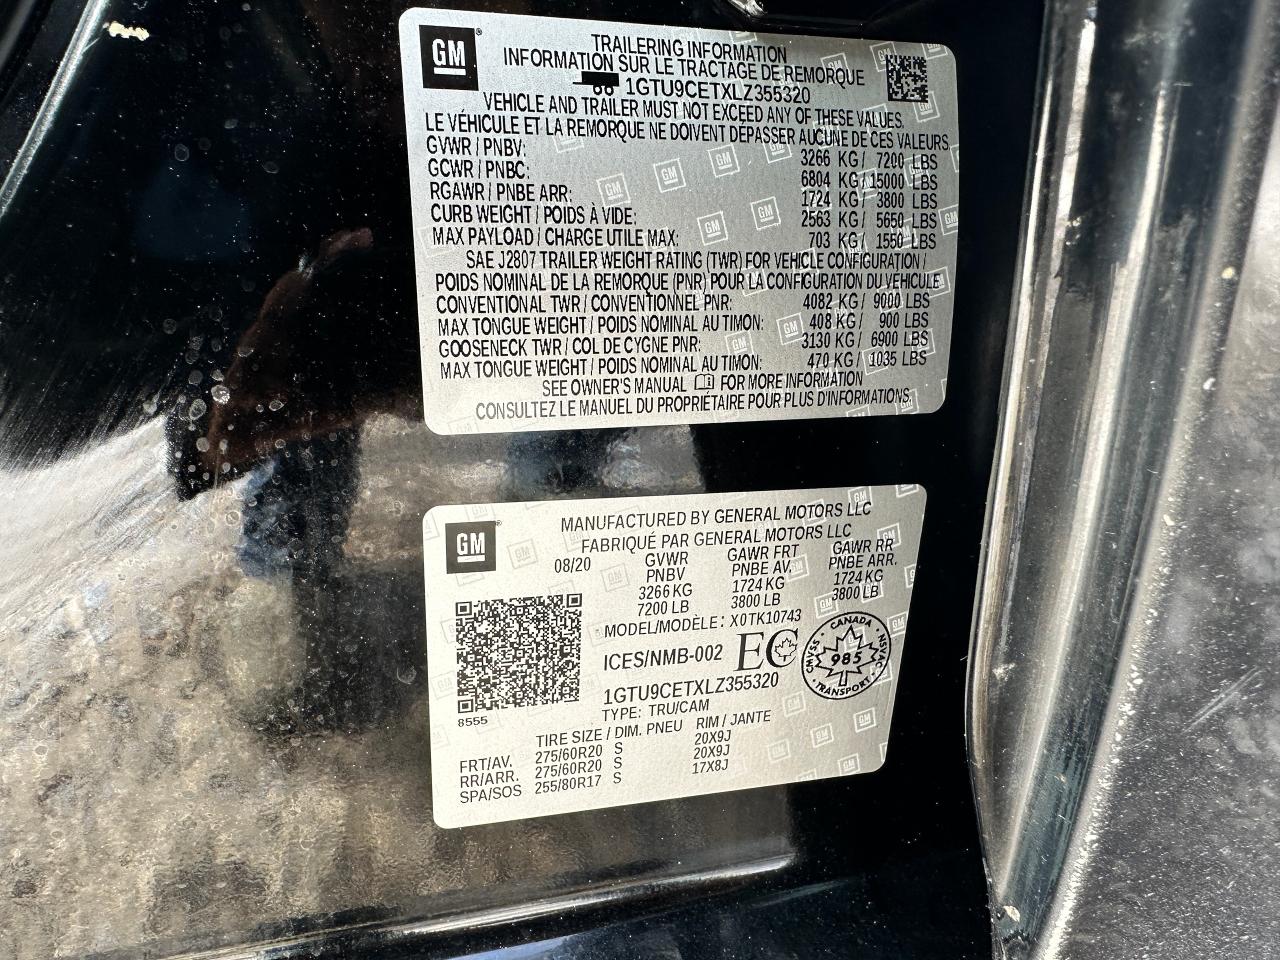 GM ® TRAILERING INFORMATION
INFORMATION SUR LE TRACTAGE DE REMORQUE
1GTU9CETXLZ355320
VEHICLE AND TRAILER MUST NOT EXCEED ANY OF THESE VALUES.
LE VÉHICULE ET LA REMORQUE NE DOIVENT DÉPASSER AUCUNE DE CES VALEURS.
GVWR / PNBV: 3266 KG / 7200 LBS
GCWR / PNBC: 6804 KG / 15000 LBS
RGAWR / PNBE ARR: 1724 KG / 3800 LBS
CURB WEIGHT / POIDS À VIDE: 2563 KG / 5650 LBS
MAX PAYLOAD / CHARGE UTILE MAX: 703 KG / 1550 LBS
SAE J2807 TRAILER WEIGHT RATING (TWR) FOR VEHICLE CONFIGURATION /
POIDS NOMINAL DE LA REMORQUE (PNR) POUR LA CONFIGURATION DU VÉHICULE
CONVENTIONAL TWR / CONVENTIONNEL PNR: 4082 KG / 9000 LBS
MAX TONGUE WEIGHT / POIDS NOMINAL AU TIMON: 408 KG / 900 LBS
GOOSENECK TWR / COL DE CYGNE PNR: 3130 KG / 6900 LBS
MAX TONGUE WEIGHT / POIDS NOMINAL AU TIMON: 470 KG / 1035 LBS
SEE OWNER'S MANUAL FOR MORE INFORMATION
CONSULTEZ LE MANUEL DU PROPRIÉTAIRE POUR PLUS D'INFORMATIONS.
GM ® MANUFACTURED BY GENERAL MOTORS LLC
FABRIQUÉ PAR GENERAL MOTORS LLC
08/20 GVWR GAWR FRT GAWR RR
PNBV PNBE AV. PNBE ARR.
3266 KG 1724 KG 1724 KG
7200 LB 3800 LB 3800 LB
MODEL/MODÈLE: X0TK10743
ICES/NMB-002 EC
CANADA
CMVSS 985 NSVAC
TRANSPORT
1GTU9CETXLZ355320
TYPE: TRU/CAM
8555
TIRE SIZE / DIM. PNEU RIM / JANTE
FRT/AV. 275/60R20 S 20X9J
RR/ARR. 275/60R20 S 20X9J
SPA/SOS 255/80R17 S 17X8J